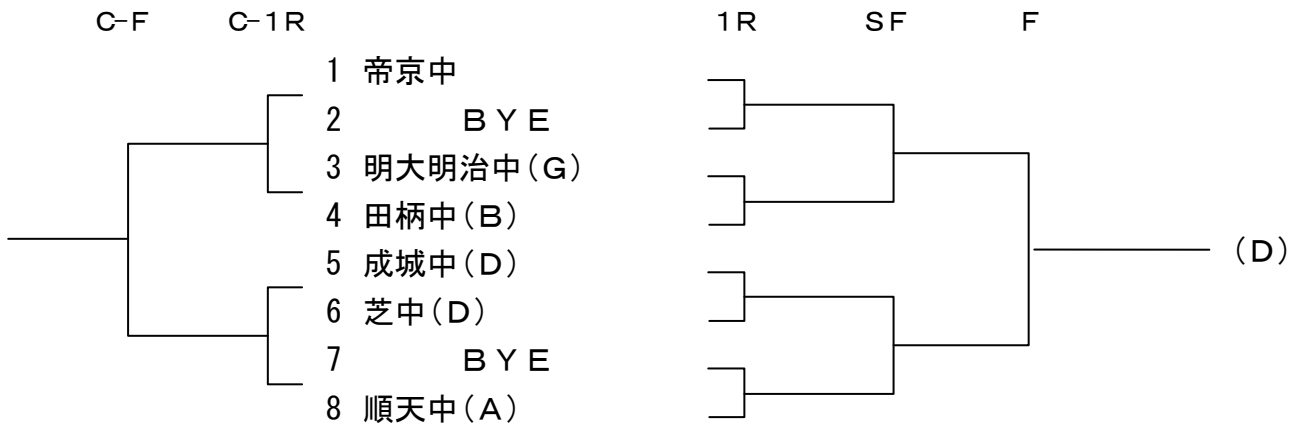 C-F C-1R 1R SF F
1 帝京中
2 BYE
3 明大明治中(G)
4 田柄中(B)
5 成城中(D)
6 芝中(D)
7 BYE
8 順天中(A)
(D)